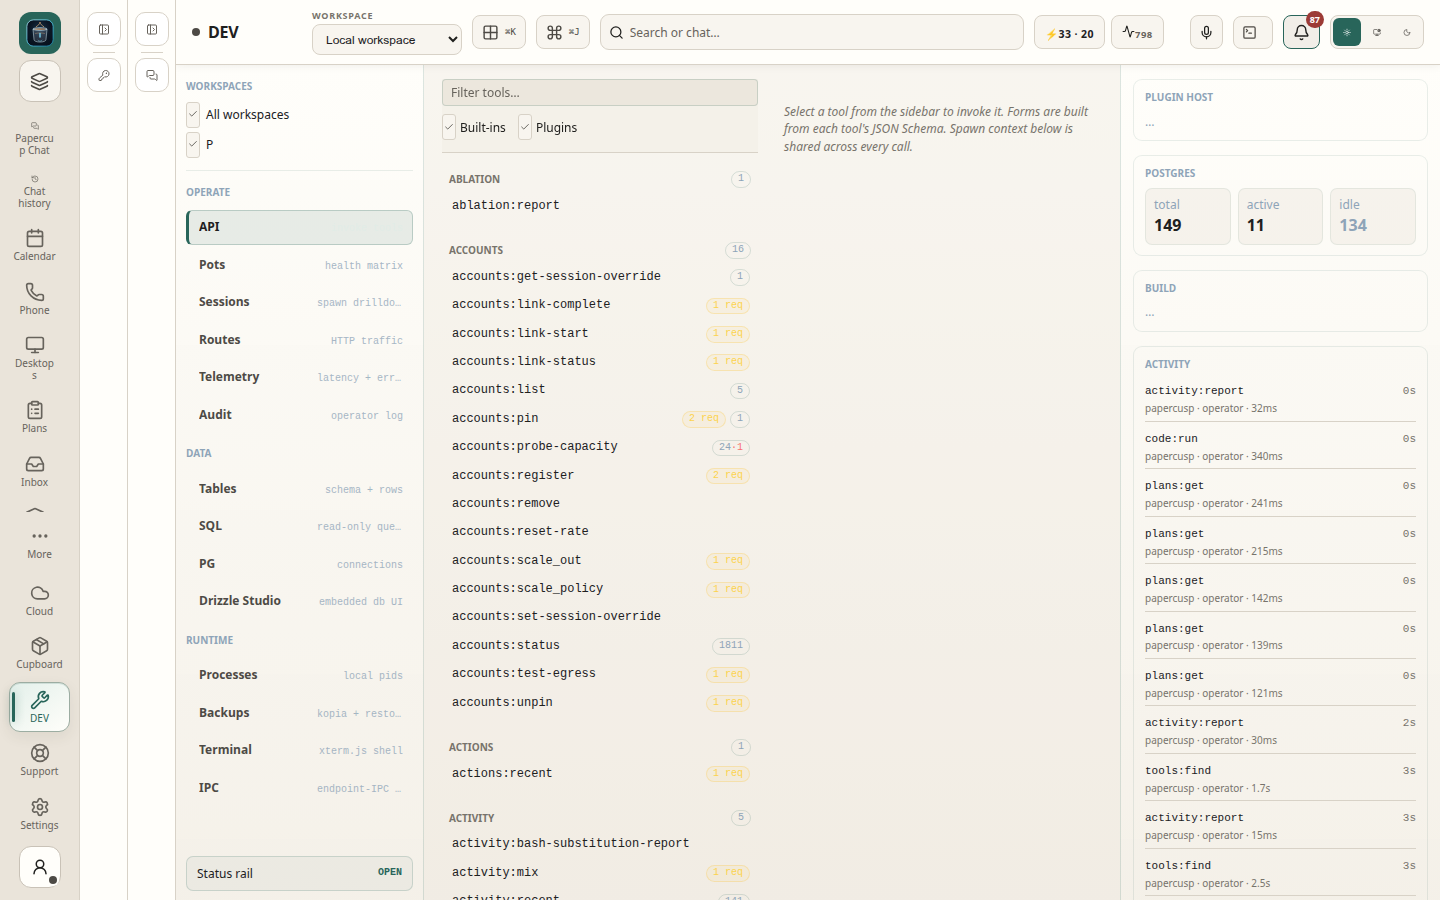 Papercu
p Chat
Chat
history
Calendar
Phone
Desktop
s
Plans
Inbox
More
Cloud
Cupboard
DEV
Support
Settings
DEV
WORKSPACE
Local workspace
⌘K
⌘J
Search or chat...
⚡33 · 20
798
87
WORKSPACES
All workspaces
P
OPERATE
API
Pots health matrix
Sessions spawn drilldo…
Routes HTTP traffic
Telemetry latency + err…
Audit operator log
DATA
Tables schema + rows
SQL read-only que…
PG connections
Drizzle Studio embedded db UI
RUNTIME
Processes local pids
Backups kopia + resto…
Terminal xterm.js shell
IPC endpoint-IPC …
Status rail OPEN
Filter tools...
Built-ins Plugins
ABLATION 1
ablation:report
ACCOUNTS 16
accounts:get-session-override 1
accounts:link-complete 1 req
accounts:link-start 1 req
accounts:link-status 1 req
accounts:list 5
accounts:pin 2 req 1
accounts:probe-capacity 24·1
accounts:register 2 req
accounts:remove
accounts:reset-rate
accounts:scale_out 1 req
accounts:scale_policy 1 req
accounts:set-session-override
accounts:status 1811
accounts:test-egress 1 req
accounts:unpin 1 req
ACTIONS 1
actions:recent 1 req
ACTIVITY 5
activity:bash-substitution-report
activity:mix 1 req
activity:recent 141
Select a tool from the sidebar to invoke it. Forms are built
from each tool's JSON Schema. Spawn context below is
shared across every call.
PLUGIN HOST
...
POSTGRES
total active idle
149 11 134
BUILD
...
ACTIVITY
activity:report 0s
papercusp · operator · 32ms
code:run 0s
papercusp · operator · 340ms
plans:get 0s
papercusp · operator · 241ms
plans:get 0s
papercusp · operator · 215ms
plans:get 0s
papercusp · operator · 142ms
plans:get 0s
papercusp · operator · 139ms
plans:get 0s
papercusp · operator · 121ms
activity:report 2s
papercusp · operator · 30ms
tools:find 3s
papercusp · operator · 1.7s
activity:report 3s
papercusp · operator · 15ms
tools:find 3s
papercusp · operator · 2.5s